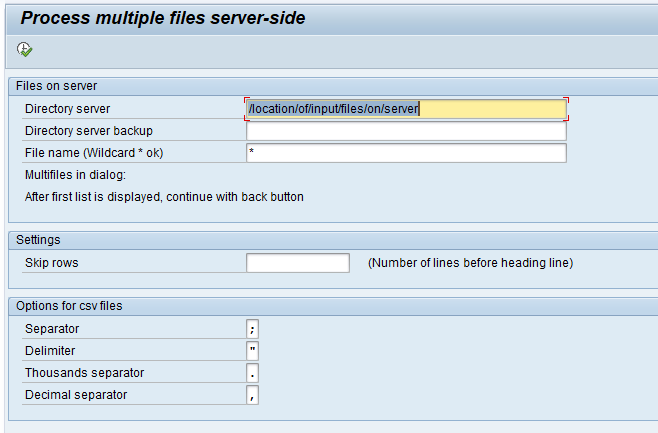 Process multiple files server-side
Files on server
Directory server /location/of/input/files/on/server
Directory server backup
File name (Wildcard * ok) *
Multifiles in dialog:
After first list is displayed, continue with back button
Settings
Skip rows (Number of lines before heading line)
Options for csv files
Separator ;
Delimiter "
Thousands separator .
Decimal separator ,